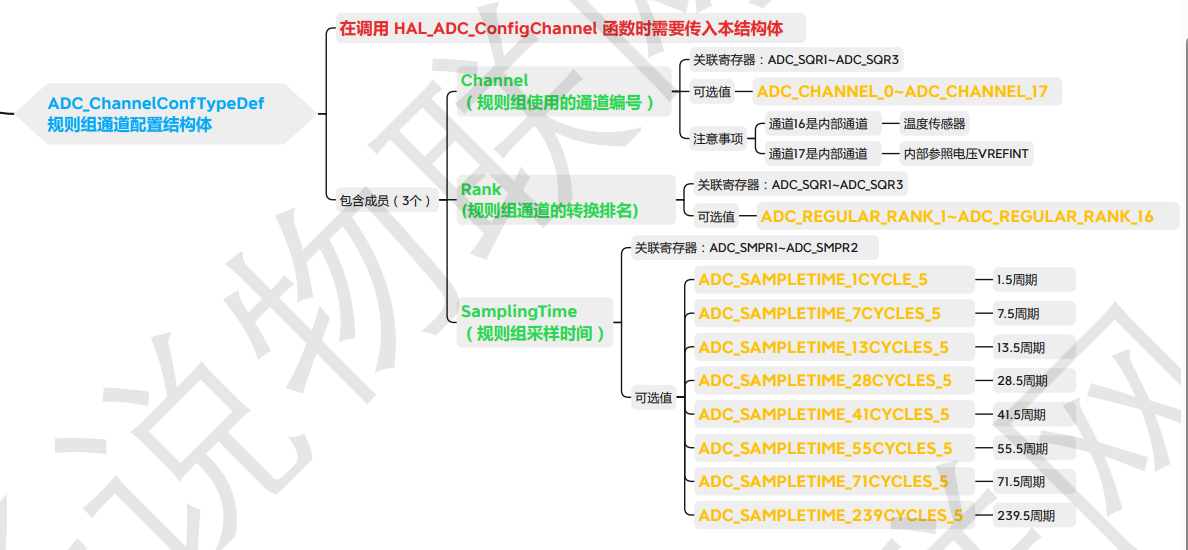 ADC_ChannelConfTypeDef
规则组通道配置结构体
在调用 HAL_ADC_ConfigChannel 函数时需要传入本结构体
包含成员（3个）
Channel
（规则组使用的通道编号）
关联寄存器：ADC_SQR1~ADC_SQR3
可选值
ADC_CHANNEL_0~ADC_CHANNEL_17
注意事项
通道16是内部通道
温度传感器
通道17是内部通道
内部参照电压VREFINT
Rank
(规则组通道的转换排名)
关联寄存器：ADC_SQR1~ADC_SQR3
可选值
ADC_REGULAR_RANK_1~ADC_REGULAR_RANK_16
SamplingTime
（规则组采样时间）
关联寄存器：ADC_SMPR1~ADC_SMPR2
可选值
ADC_SAMPLETIME_1CYCLE_5
1.5周期
ADC_SAMPLETIME_7CYCLES_5
7.5周期
ADC_SAMPLETIME_13CYCLES_5
13.5周期
ADC_SAMPLETIME_28CYCLES_5
28.5周期
ADC_SAMPLETIME_41CYCLES_5
41.5周期
ADC_SAMPLETIME_55CYCLES_5
55.5周期
ADC_SAMPLETIME_71CYCLES_5
71.5周期
ADC_SAMPLETIME_239CYCLES_5
239.5周期
说物联网